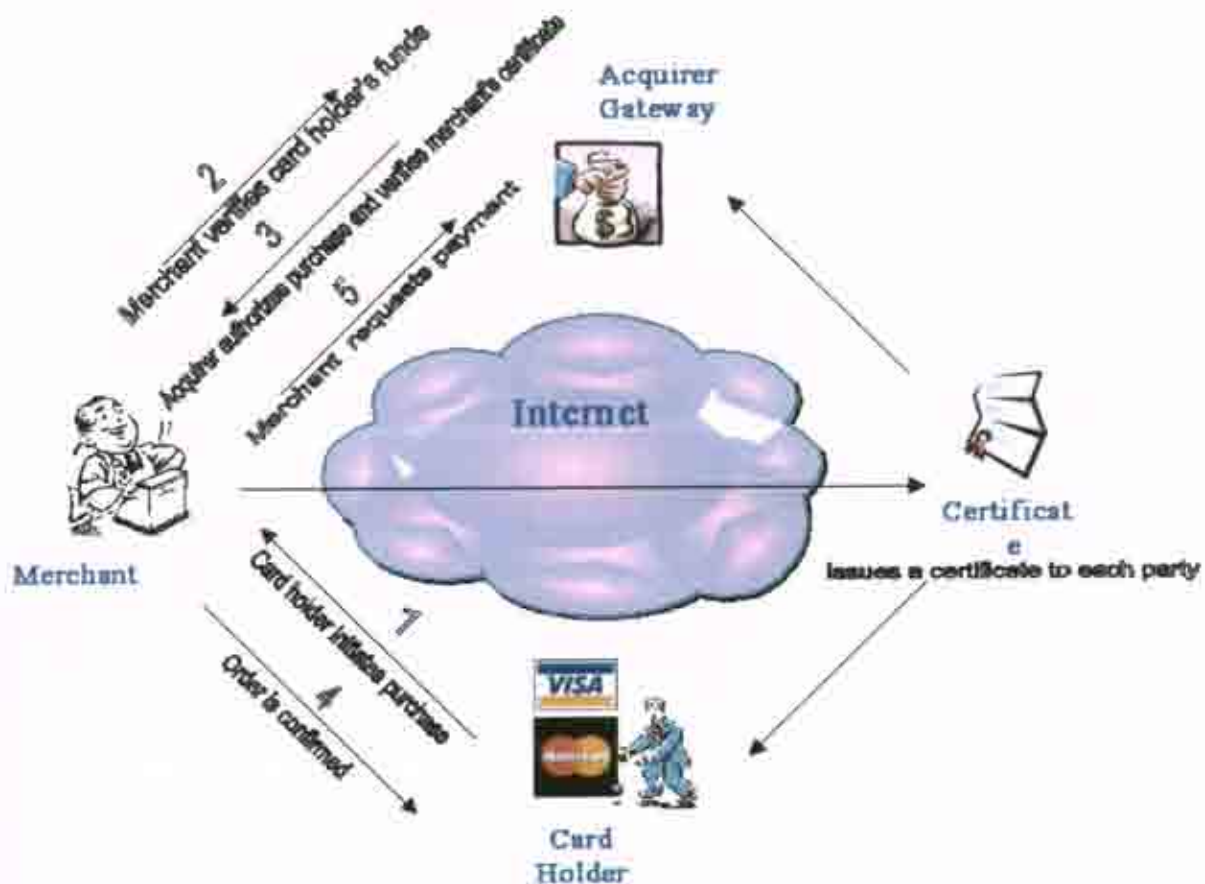 Acquirer
Gateway
2
Merchant verifies card holder's funds
3
Acquirer authorizes purchase and verifies merchant's certificate
5
Merchant requests payment
Internet
Merchant
Certificat
e
issues a certificate to each party
1
Card holder initiates purchase
4
Order is confirmed
VISA
Card
Holder